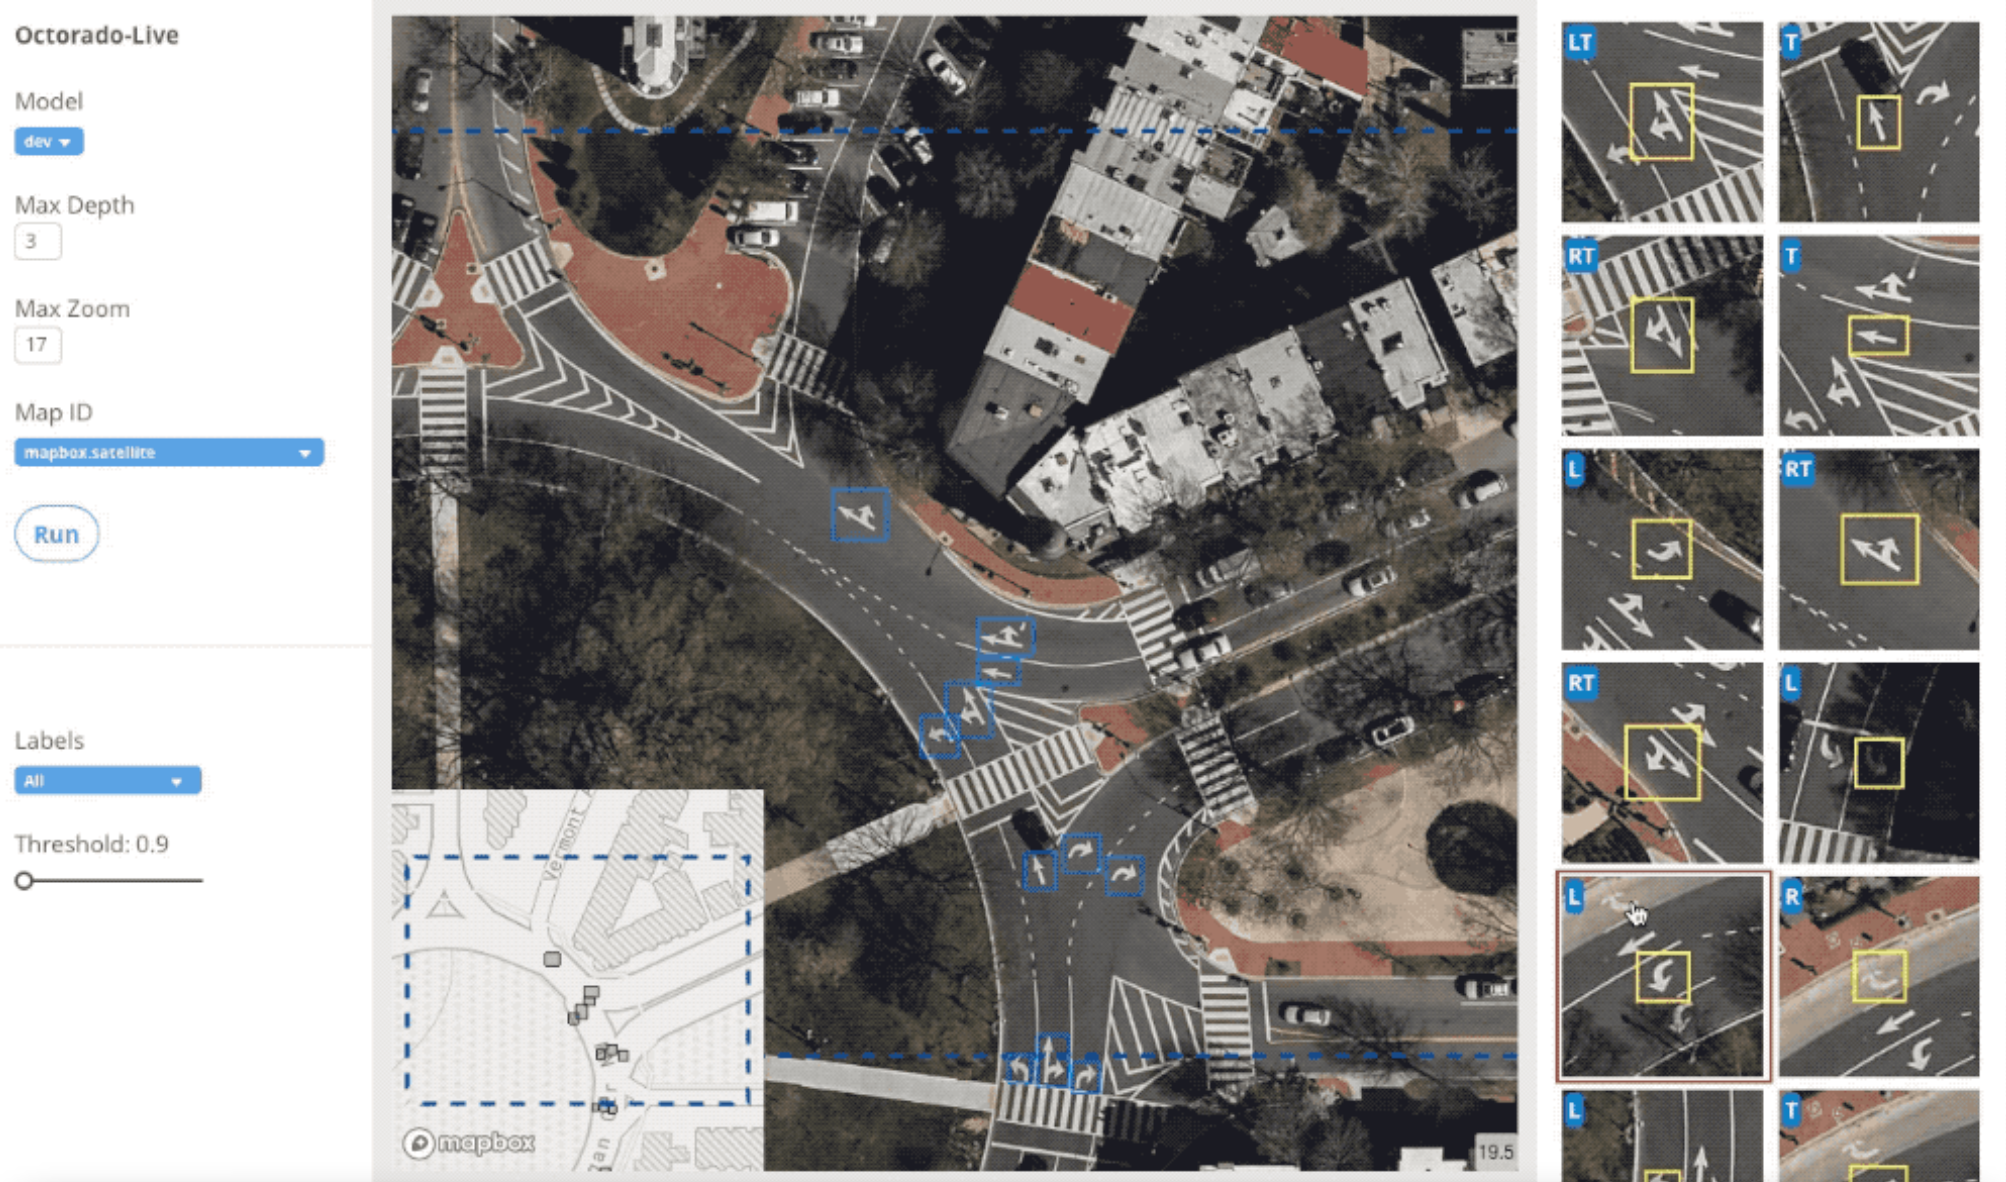 Octorado-Live
Model
dev
Max Depth
3
Max Zoom
17
Map ID
mapbox.satellite
Run
Labels
All
Threshold: 0.9
Vermont
mapbox
19.5
LT
T
RT
T
L
RT
RT
L
L
R
L
T